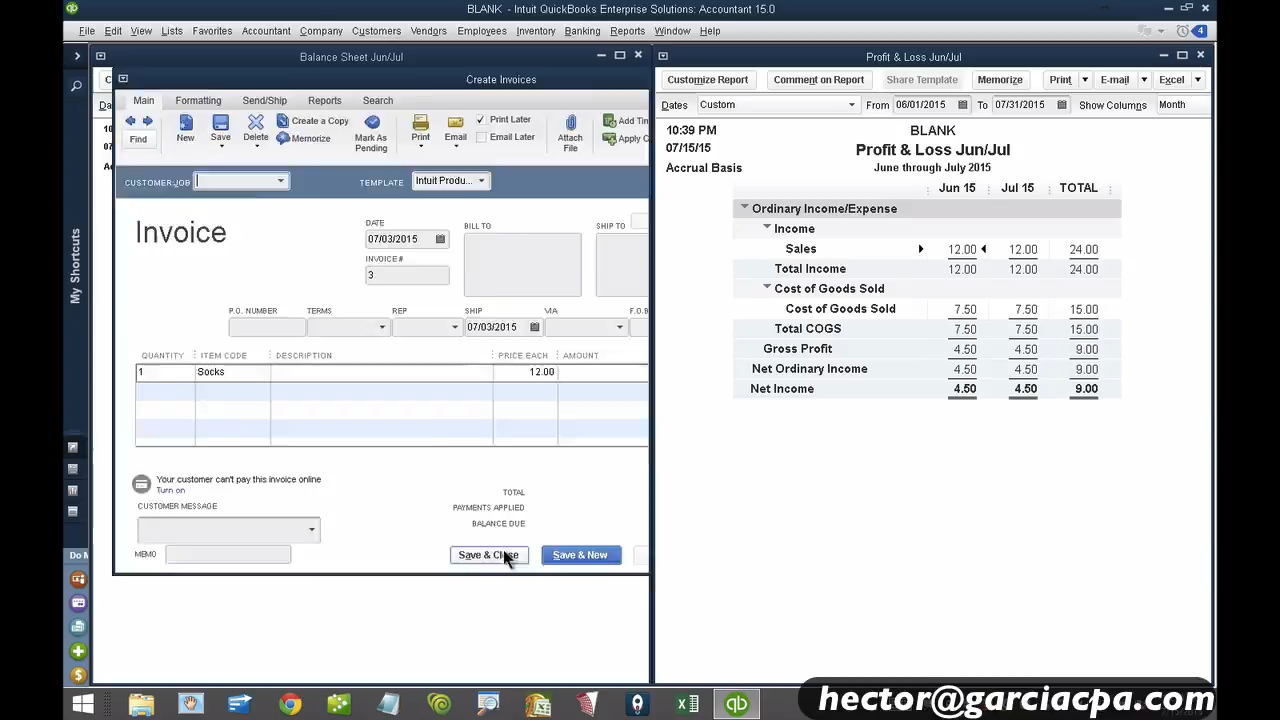 BLANK - Intuit QuickBooks Enterprise Solutions: Accountant 15.0
File Edit View Lists Favorites Accountant Company Customers Vendors Employees Inventory Banking Reports Window Help 4
Balance Sheet Jun/Jul
Create Invoices
Main Formatting Send/Ship Reports Search
Find New Save Delete Create a Copy Memorize Mark As Pending Print Email Print Later Email Later Attach File Add Tim Apply C
CUSTOMER:JOB TEMPLATE Intuit Produ...
Invoice
DATE
07/03/2015
INVOICE #
3
BILL TO
SHIP TO
P.O. NUMBER TERMS REP SHIP VIA F.O.B
07/03/2015
QUANTITY ITEM CODE DESCRIPTION PRICE EACH AMOUNT
1 Socks 12.00
Your customer can't pay this invoice online
Turn on
CUSTOMER MESSAGE
TOTAL
PAYMENTS APPLIED
BALANCE DUE
MEMO
Save & Close Save & New
My Shortcuts
Do M
Profit & Loss Jun/Jul
Customize Report Comment on Report Share Template Memorize Print E-mail Excel
Dates Custom From 06/01/2015 To 07/31/2015 Show Columns Month
10:39 PM BLANK
07/15/15 Profit & Loss Jun/Jul
Accrual Basis June through July 2015
Jun 15 Jul 15 TOTAL
Ordinary Income/Expense
Income
Sales 12.00 12.00 24.00
Total Income 12.00 12.00 24.00
Cost of Goods Sold
Cost of Goods Sold 7.50 7.50 15.00
Total COGS 7.50 7.50 15.00
Gross Profit 4.50 4.50 9.00
Net Ordinary Income 4.50 4.50 9.00
Net Income 4.50 4.50 9.00
hector@garciacpa.com